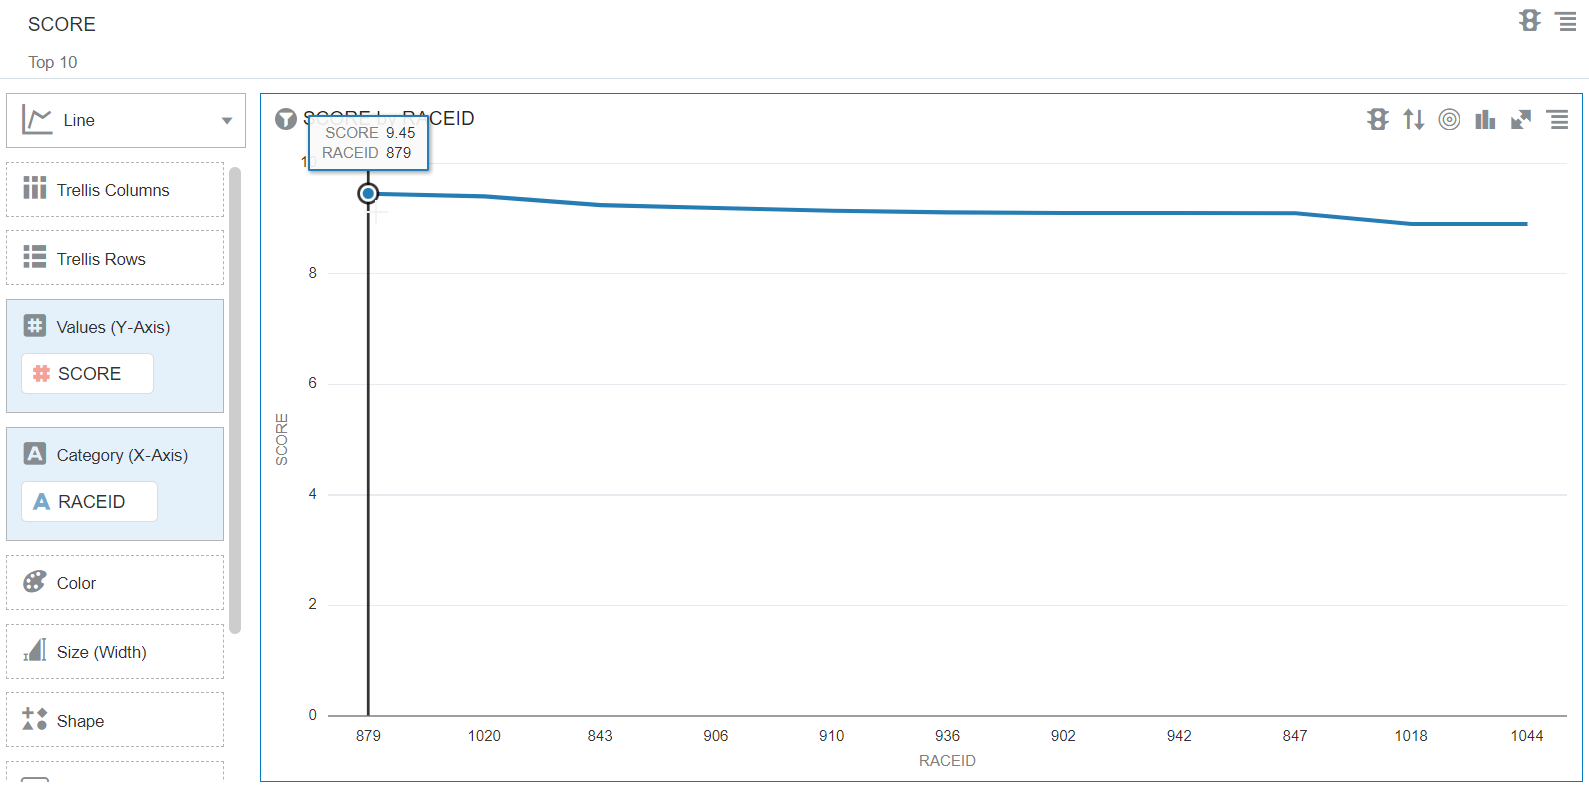 SCORE
Top 10
Line
Trellis Columns
Trellis Rows
Values (Y-Axis)
# SCORE
Category (X-Axis)
A RACEID
Color
Size (Width)
Shape
SCORE by RACEID
SCORE 9.45
RACEID 879
10
8
6
4
2
0
SCORE
879 1020 843 906 910 936 902 942 847 1018 1044
RACEID